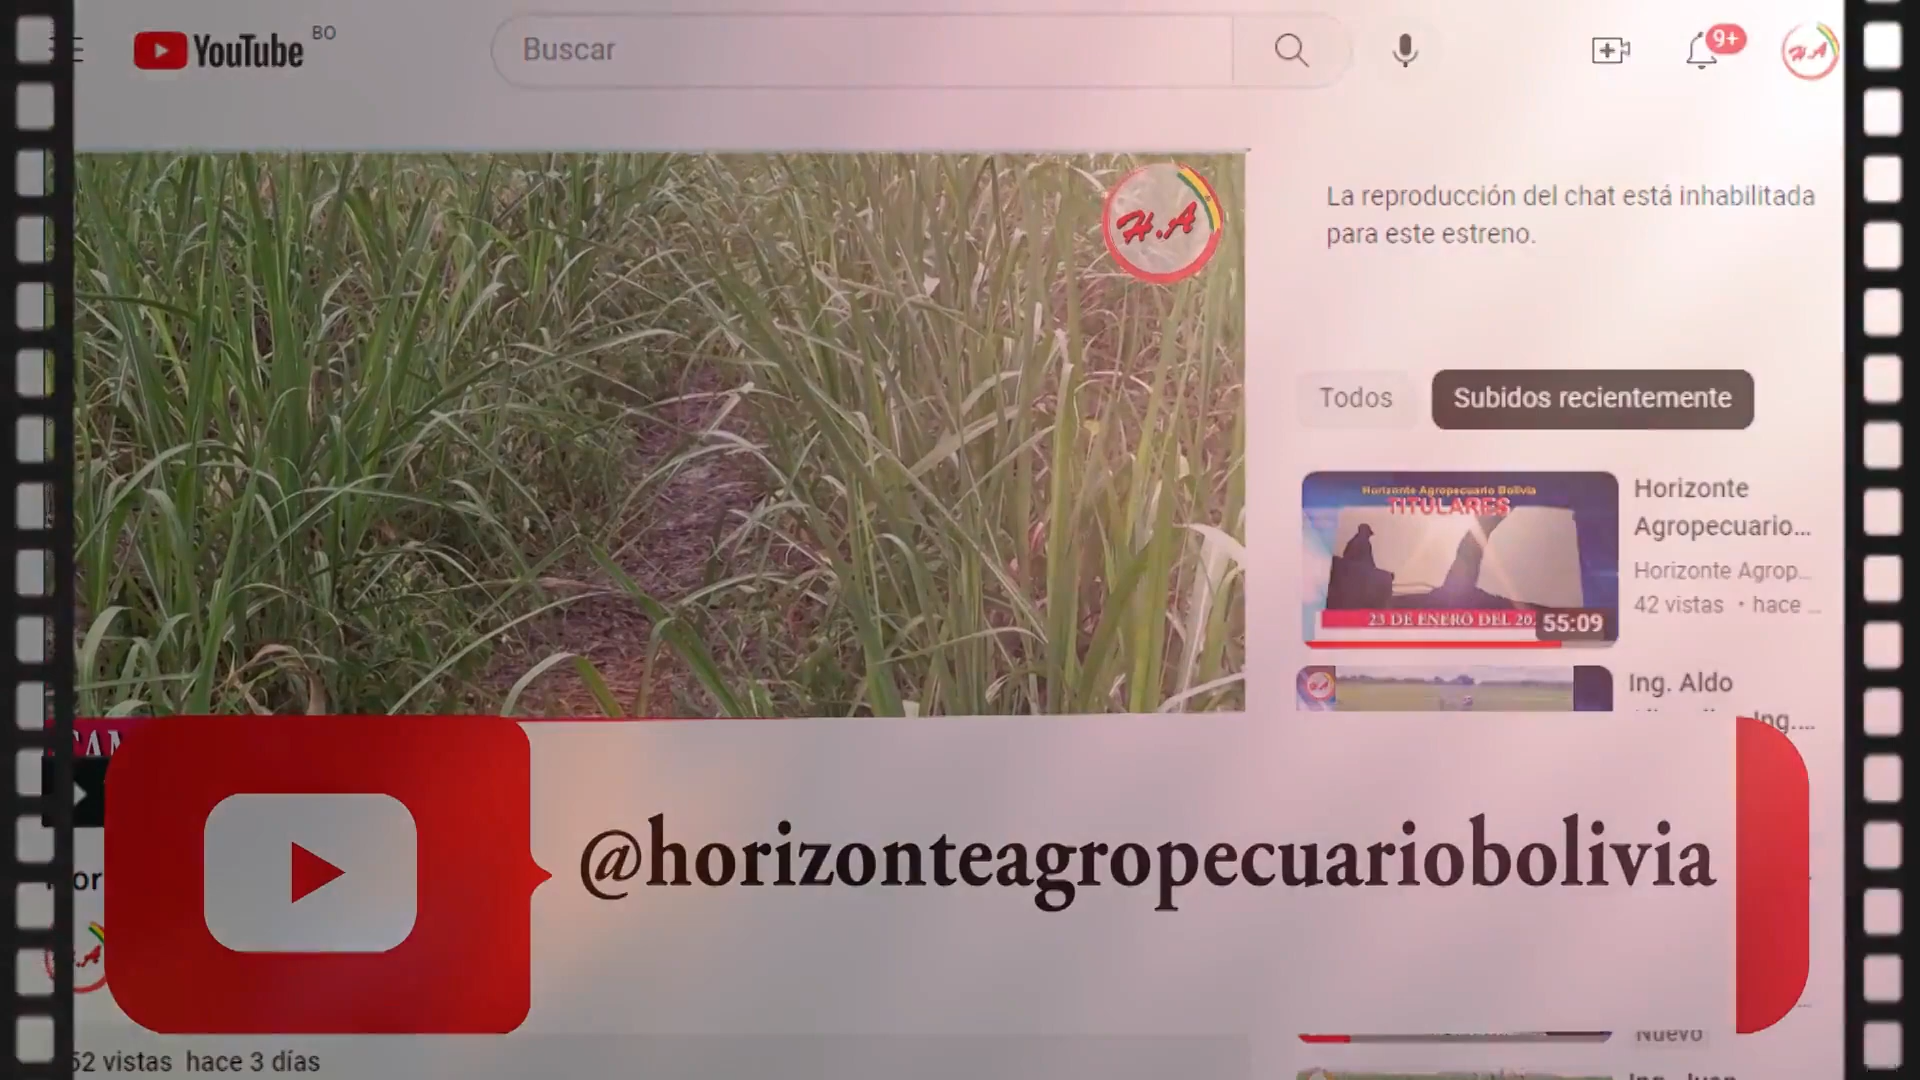 YouTube BO
Buscar
9+
H.A
H.A
La reproducción del chat está inhabilitada
para este estreno.
Todos
Subidos recientemente
Horizonte Agropecuario Bolivia
TITULARES
23 DE ENERO DEL 20
55:09
Horizonte
Agropecuario...
Horizonte Agrop...
42 vistas • hace ...
Ing. Aldo
Ing....
@horizonteagropecuariobolivia
Nuevo
52 vistas hace 3 días